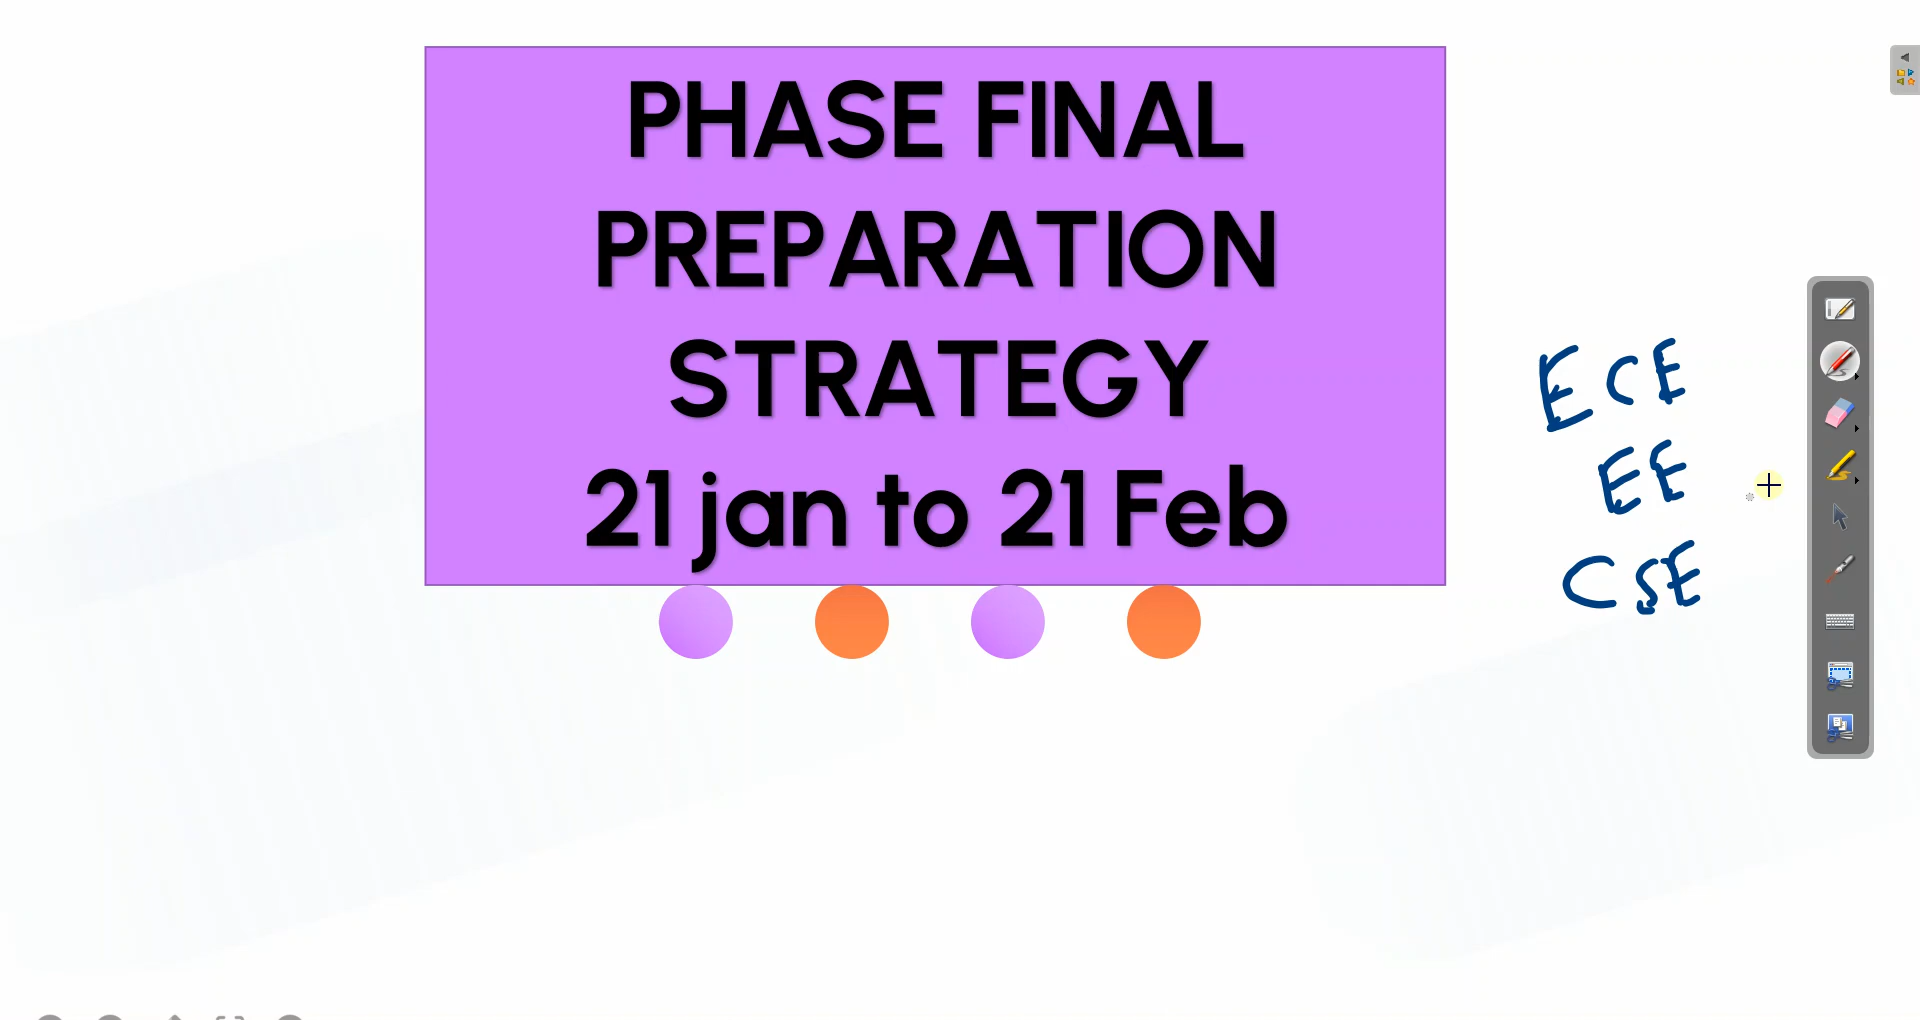 PHASE FINAL
PREPARATION
STRATEGY
21 jan to 21 Feb
ECE
EE
CSE